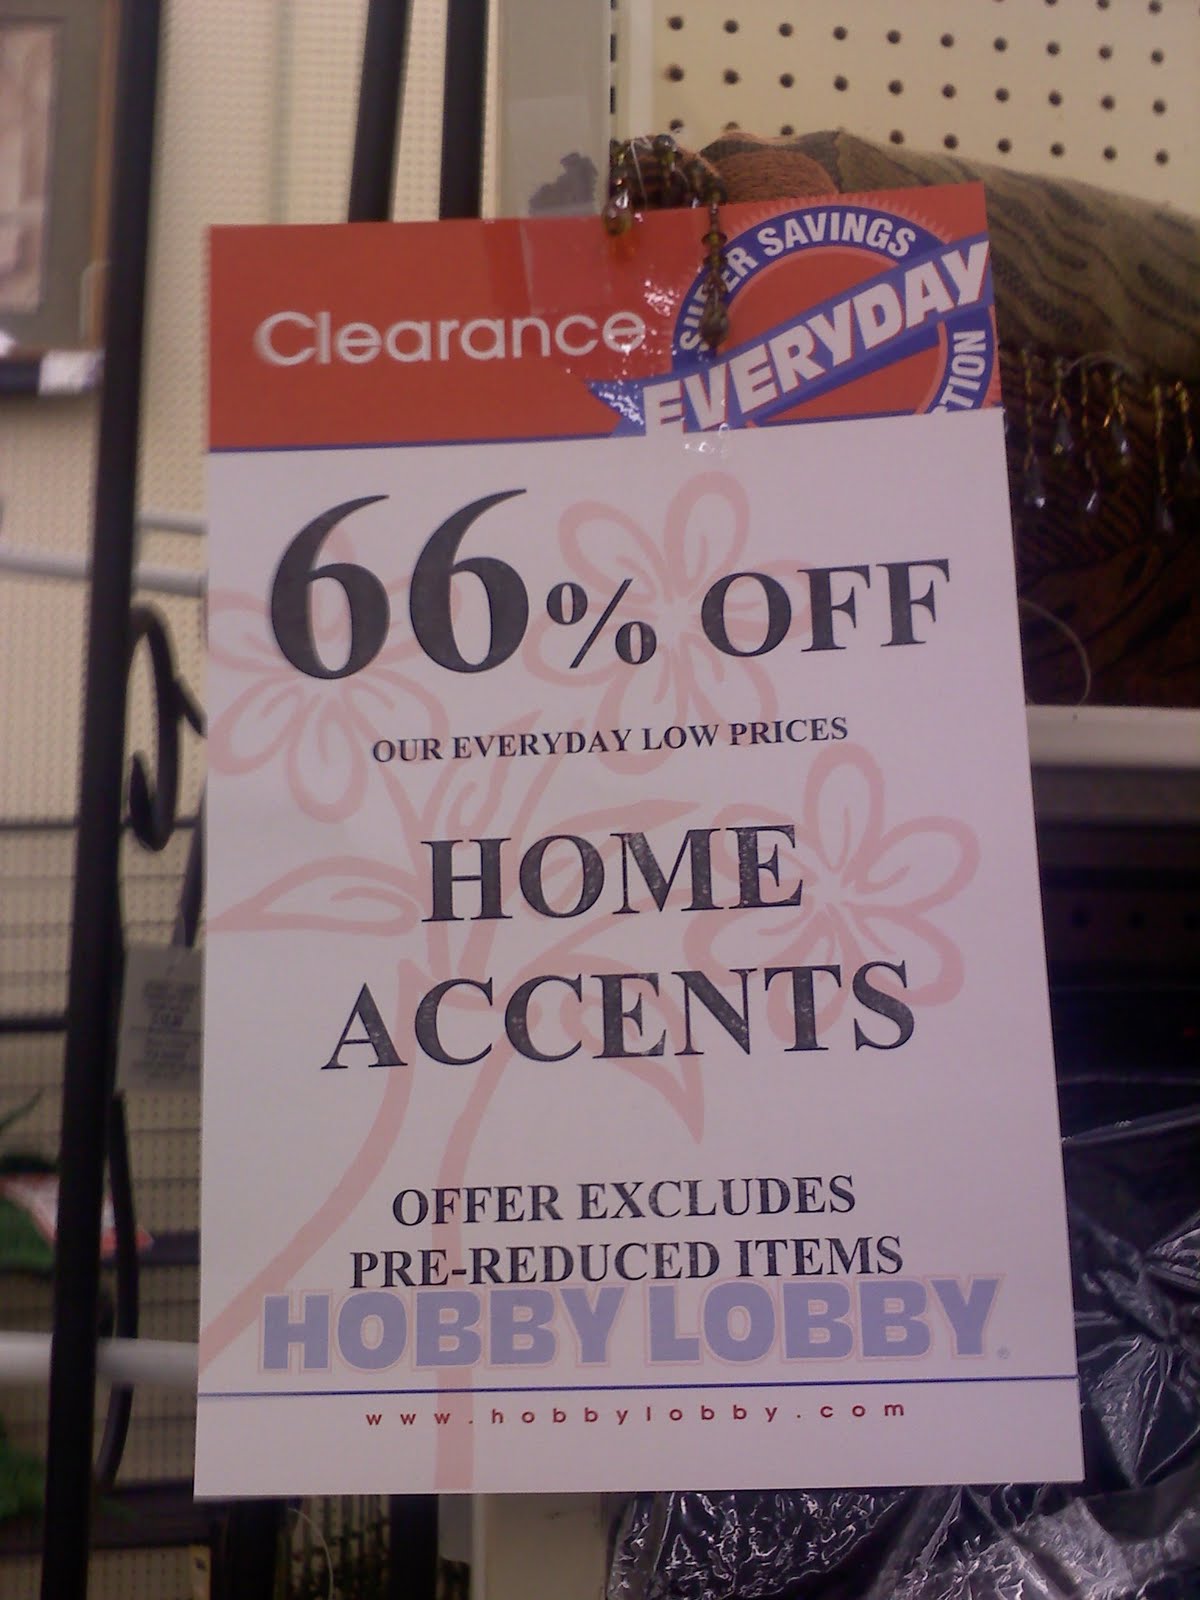 Clearance
SUPER SAVINGS
EVERYDAY
66% OFF
OUR EVERYDAY LOW PRICES
HOME
ACCENTS
OFFER EXCLUDES
PRE-REDUCED ITEMS
HOBBY LOBBY®
www.hobbylobby.com